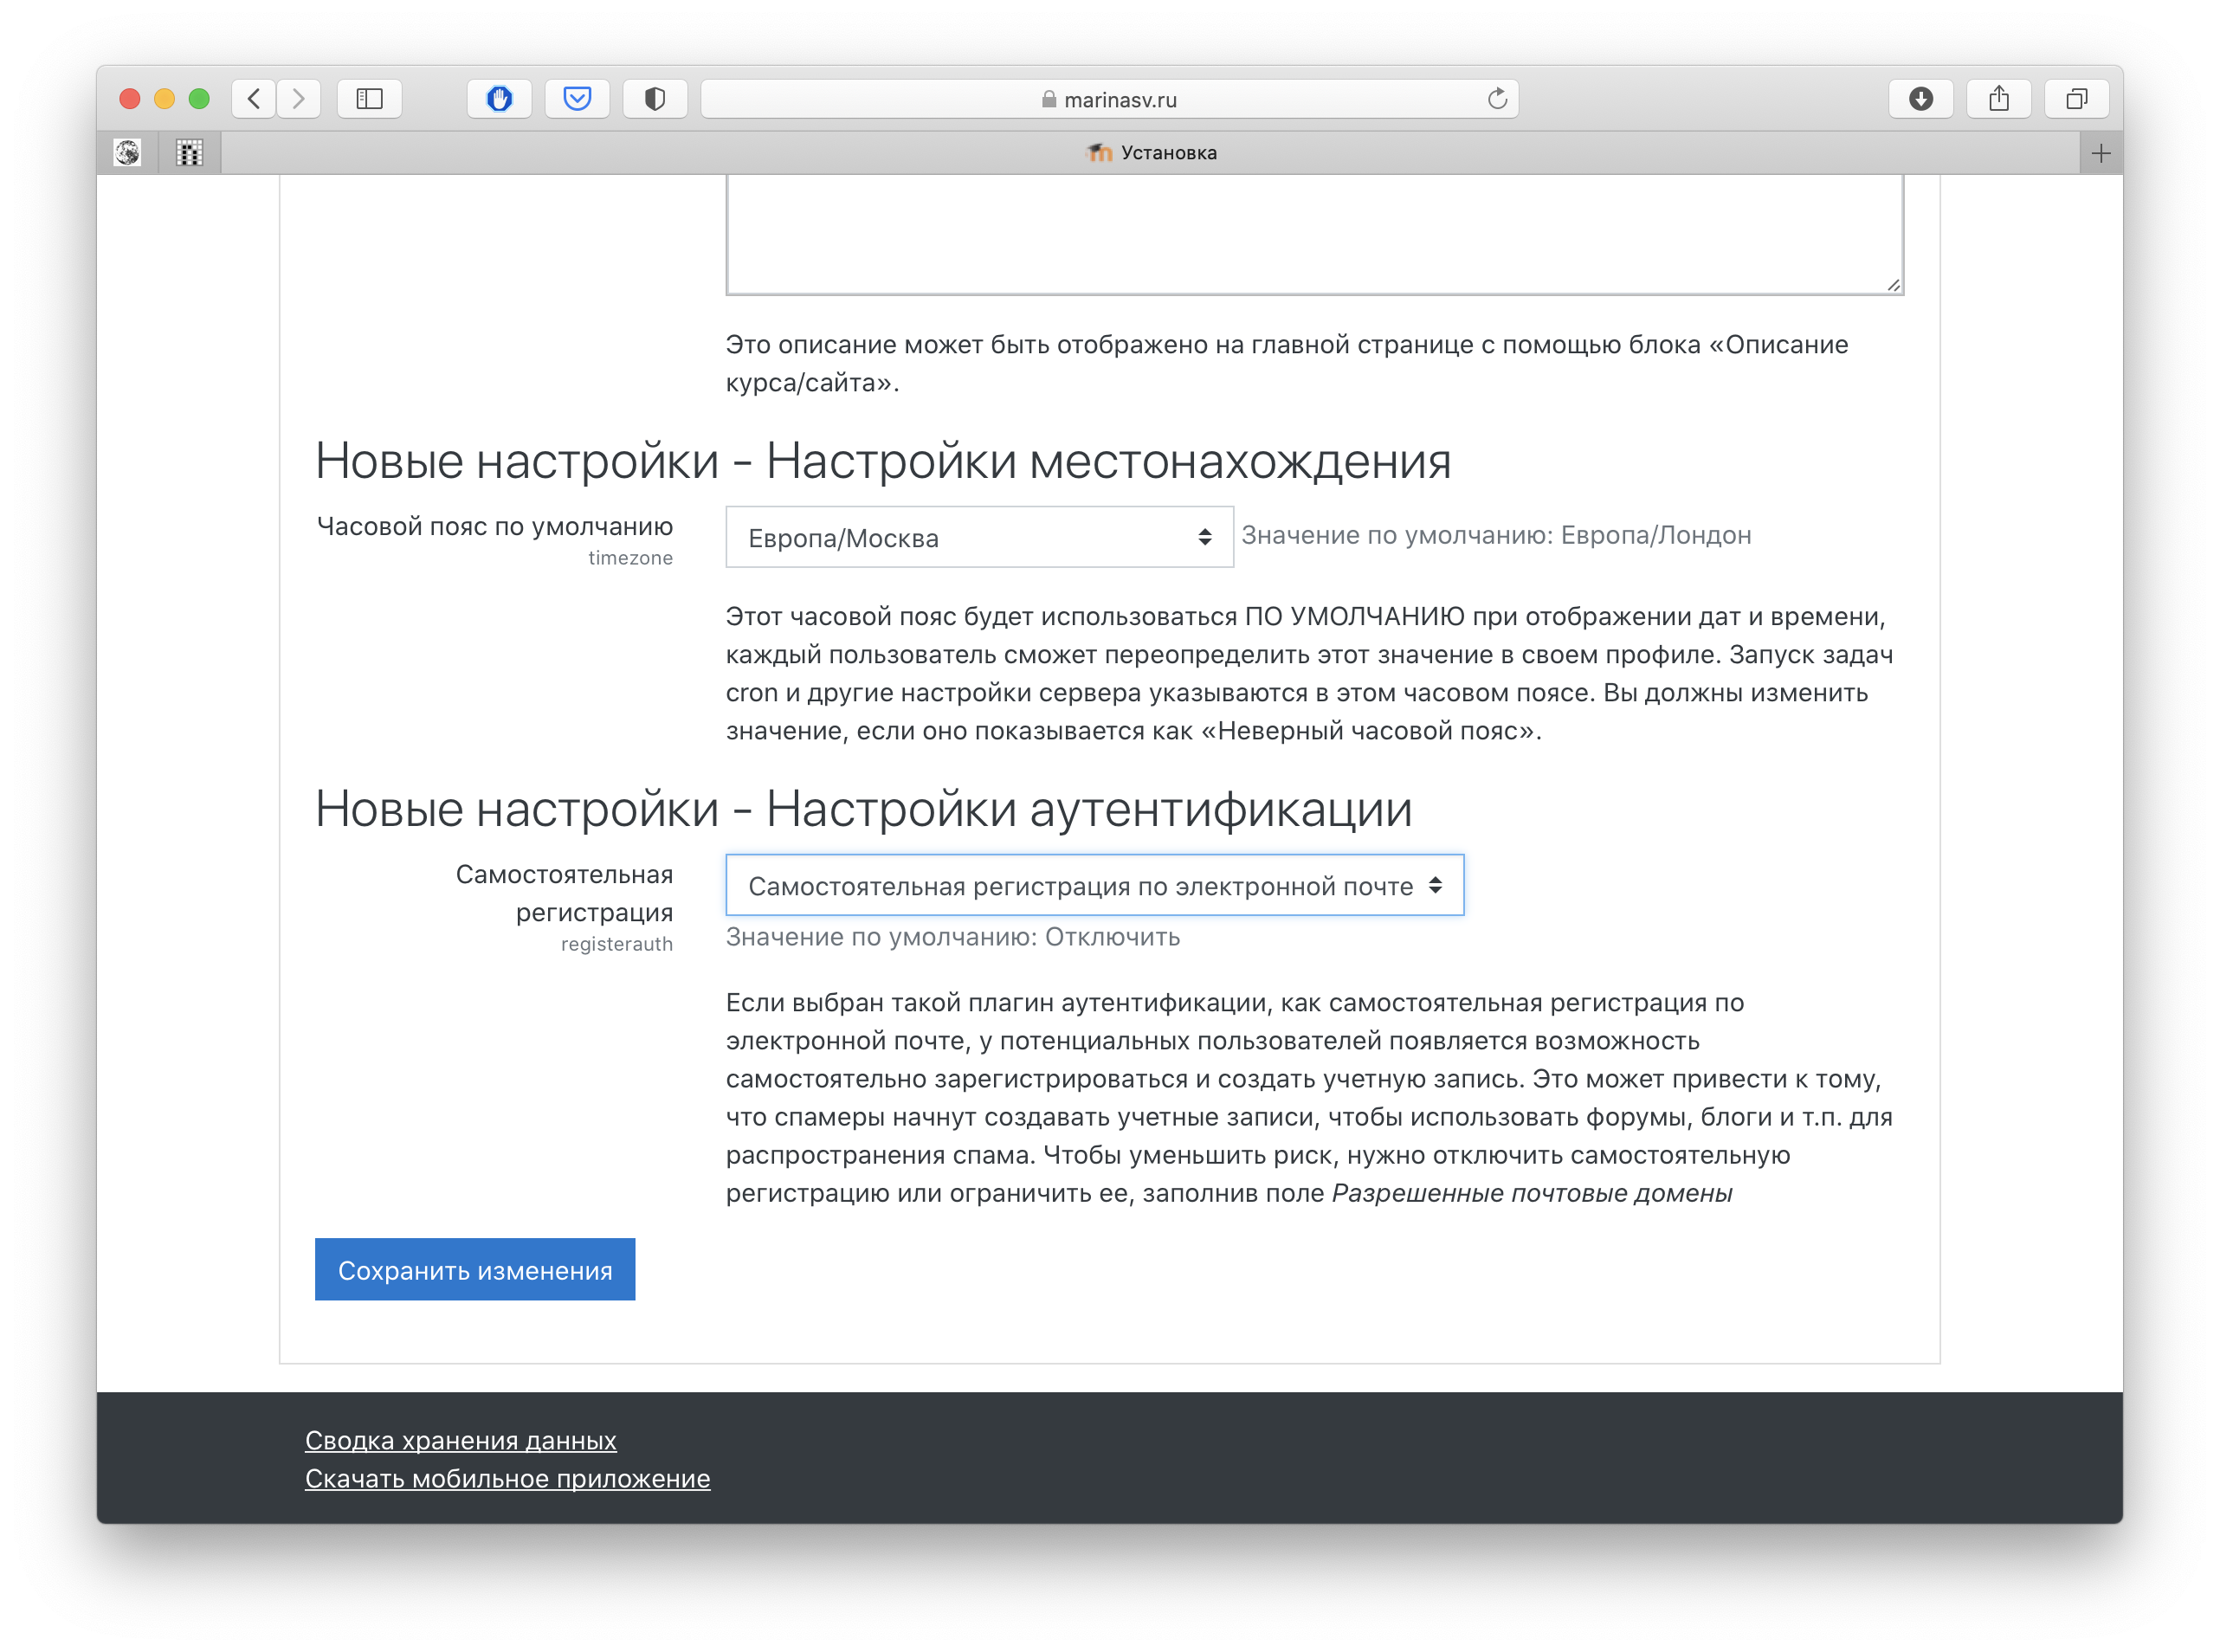 marinasv.ru
Установка
Это описание может быть отображено на главной странице с помощью блока «Описание
курса/сайта».
Новые настройки - Настройки местонахождения
Часовой пояс по умолчанию
timezone
Европа/Москва
Значение по умолчанию: Европа/Лондон
Этот часовой пояс будет использоваться ПО УМОЛЧАНИЮ при отображении дат и времени,
каждый пользователь сможет переопределить этот значение в своем профиле. Запуск задач
cron и другие настройки сервера указываются в этом часовом поясе. Вы должны изменить
значение, если оно показывается как «Неверный часовой пояс».
Новые настройки - Настройки аутентификации
Самостоятельная
регистрация
registerauth
Самостоятельная регистрация по электронной почте
Значение по умолчанию: Отключить
Если выбран такой плагин аутентификации, как самостоятельная регистрация по
электронной почте, у потенциальных пользователей появляется возможность
самостоятельно зарегистрироваться и создать учетную запись. Это может привести к тому,
что спамеры начнут создавать учетные записи, чтобы использовать форумы, блоги и т.п. для
распространения спама. Чтобы уменьшить риск, нужно отключить самостоятельную
регистрацию или ограничить ее, заполнив поле Разрешенные почтовые домены
Сохранить изменения
Сводка хранения данных
Скачать мобильное приложение